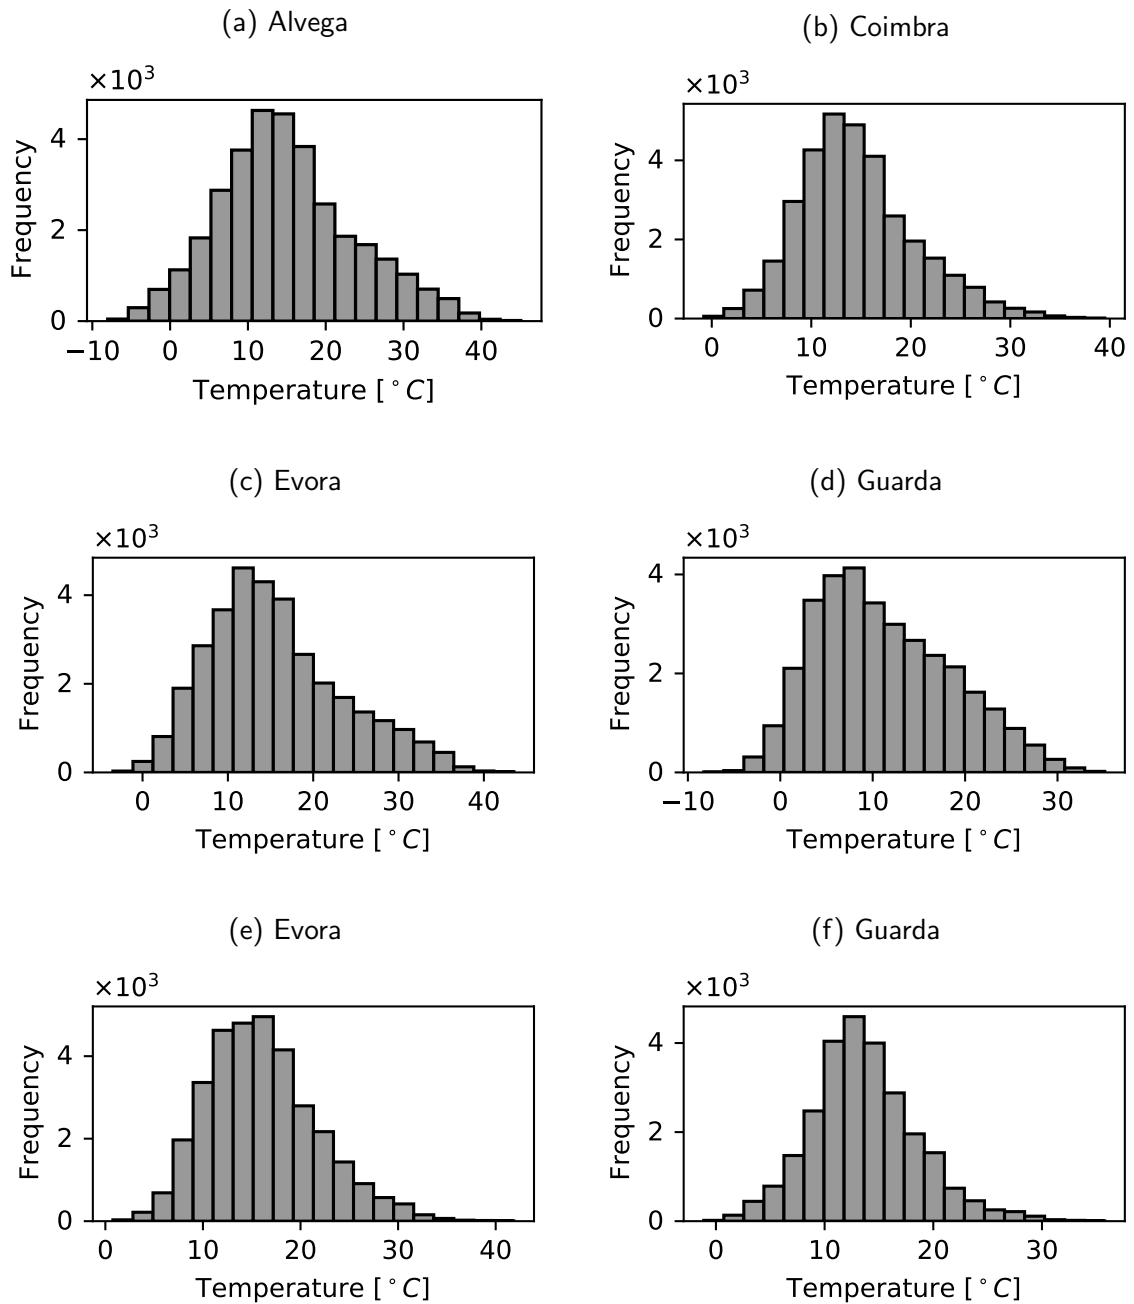 (a) Alvega
×10³
4
2
0
Frequency
−10 0 10 20 30 40
Temperature [°C]
(b) Coimbra
×10³
4
2
0
Frequency
0 10 20 30 40
Temperature [°C]
(c) Evora
×10³
4
2
0
Frequency
0 10 20 30 40
Temperature [°C]
(d) Guarda
×10³
4
2
0
Frequency
−10 0 10 20 30
Temperature [°C]
(e) Evora
×10³
4
2
0
Frequency
0 10 20 30 40
Temperature [°C]
(f) Guarda
×10³
4
2
0
Frequency
0 10 20 30
Temperature [°C]